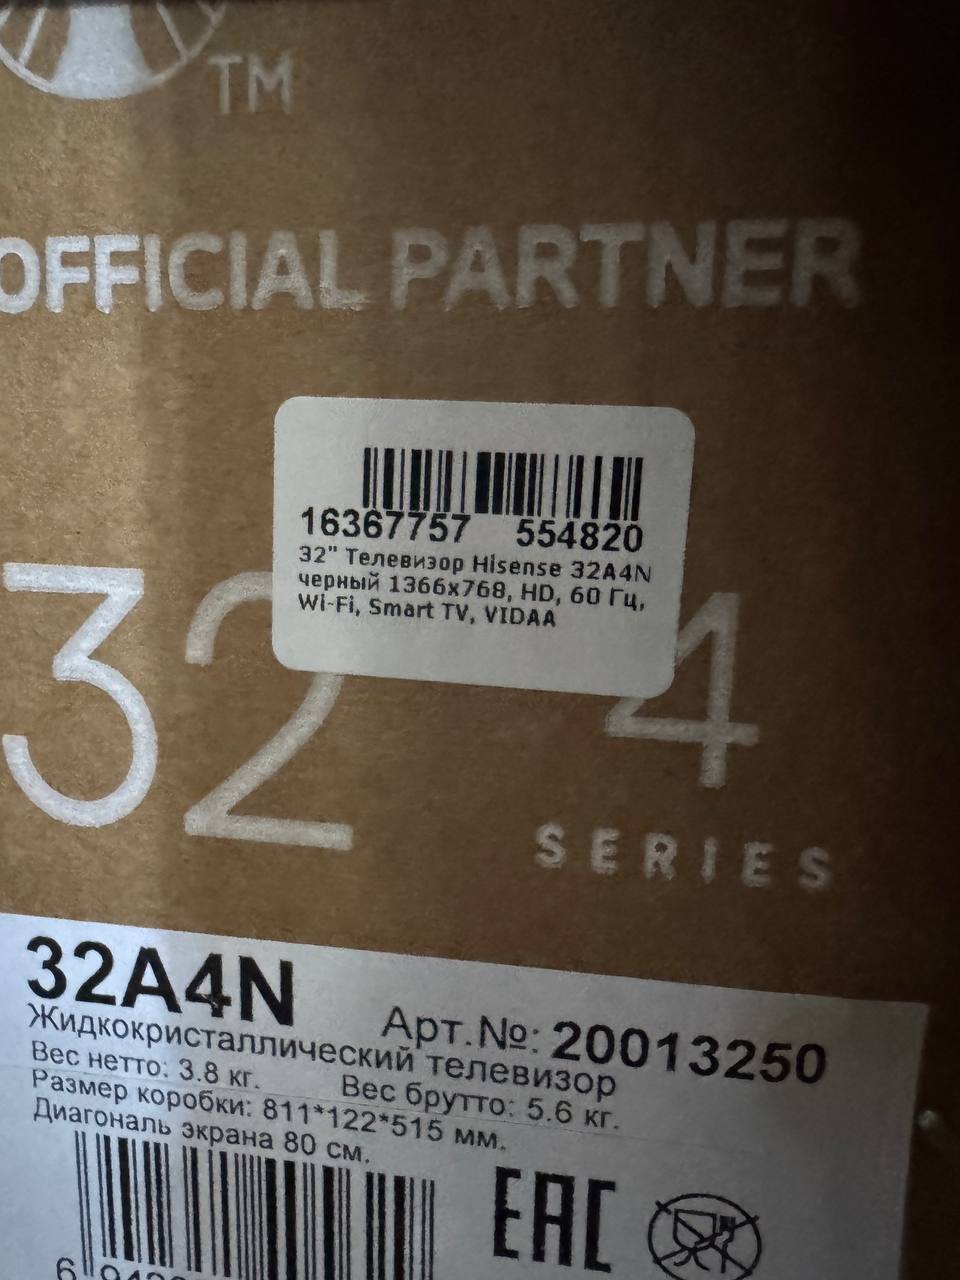 TM
OFFICIAL PARTNER
16367757 554820
32" Телевизор Hisense 32A4N
черный 1366x768, HD, 60 Гц,
Wi-Fi, Smart TV, VIDAA
32 4
SERIES
32A4N
Арт.№: 20013250
Жидкокристаллический телевизор
Вес нетто: 3.8 кг. Вес брутто: 5.6 кг.
Размер коробки: 811*122*515 мм.
Диагональ экрана 80 см.
EAC